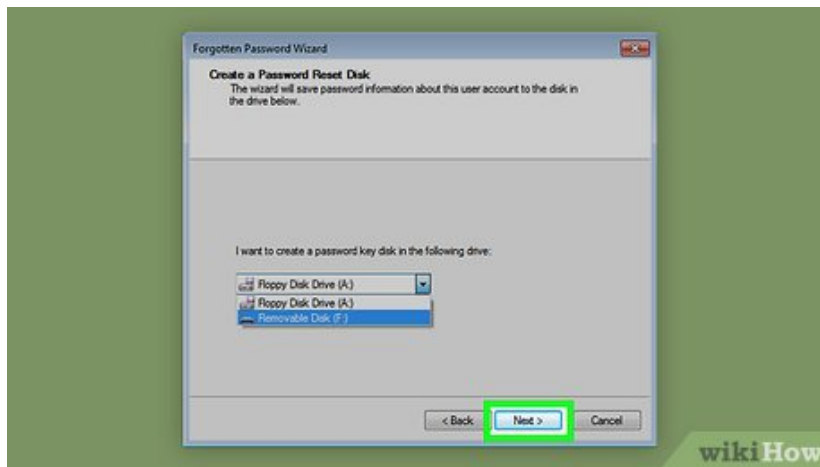 Forgotten Password Wizard
Create a Password Reset Disk
The wizard will save password information about this user account to the disk in
the drive below.
I want to create a password key disk in the following drive:
Floppy Disk Drive (A:)
Floppy Disk Drive (A:)
Removable Disk (F:)
< Back Next > Cancel
wikiHow